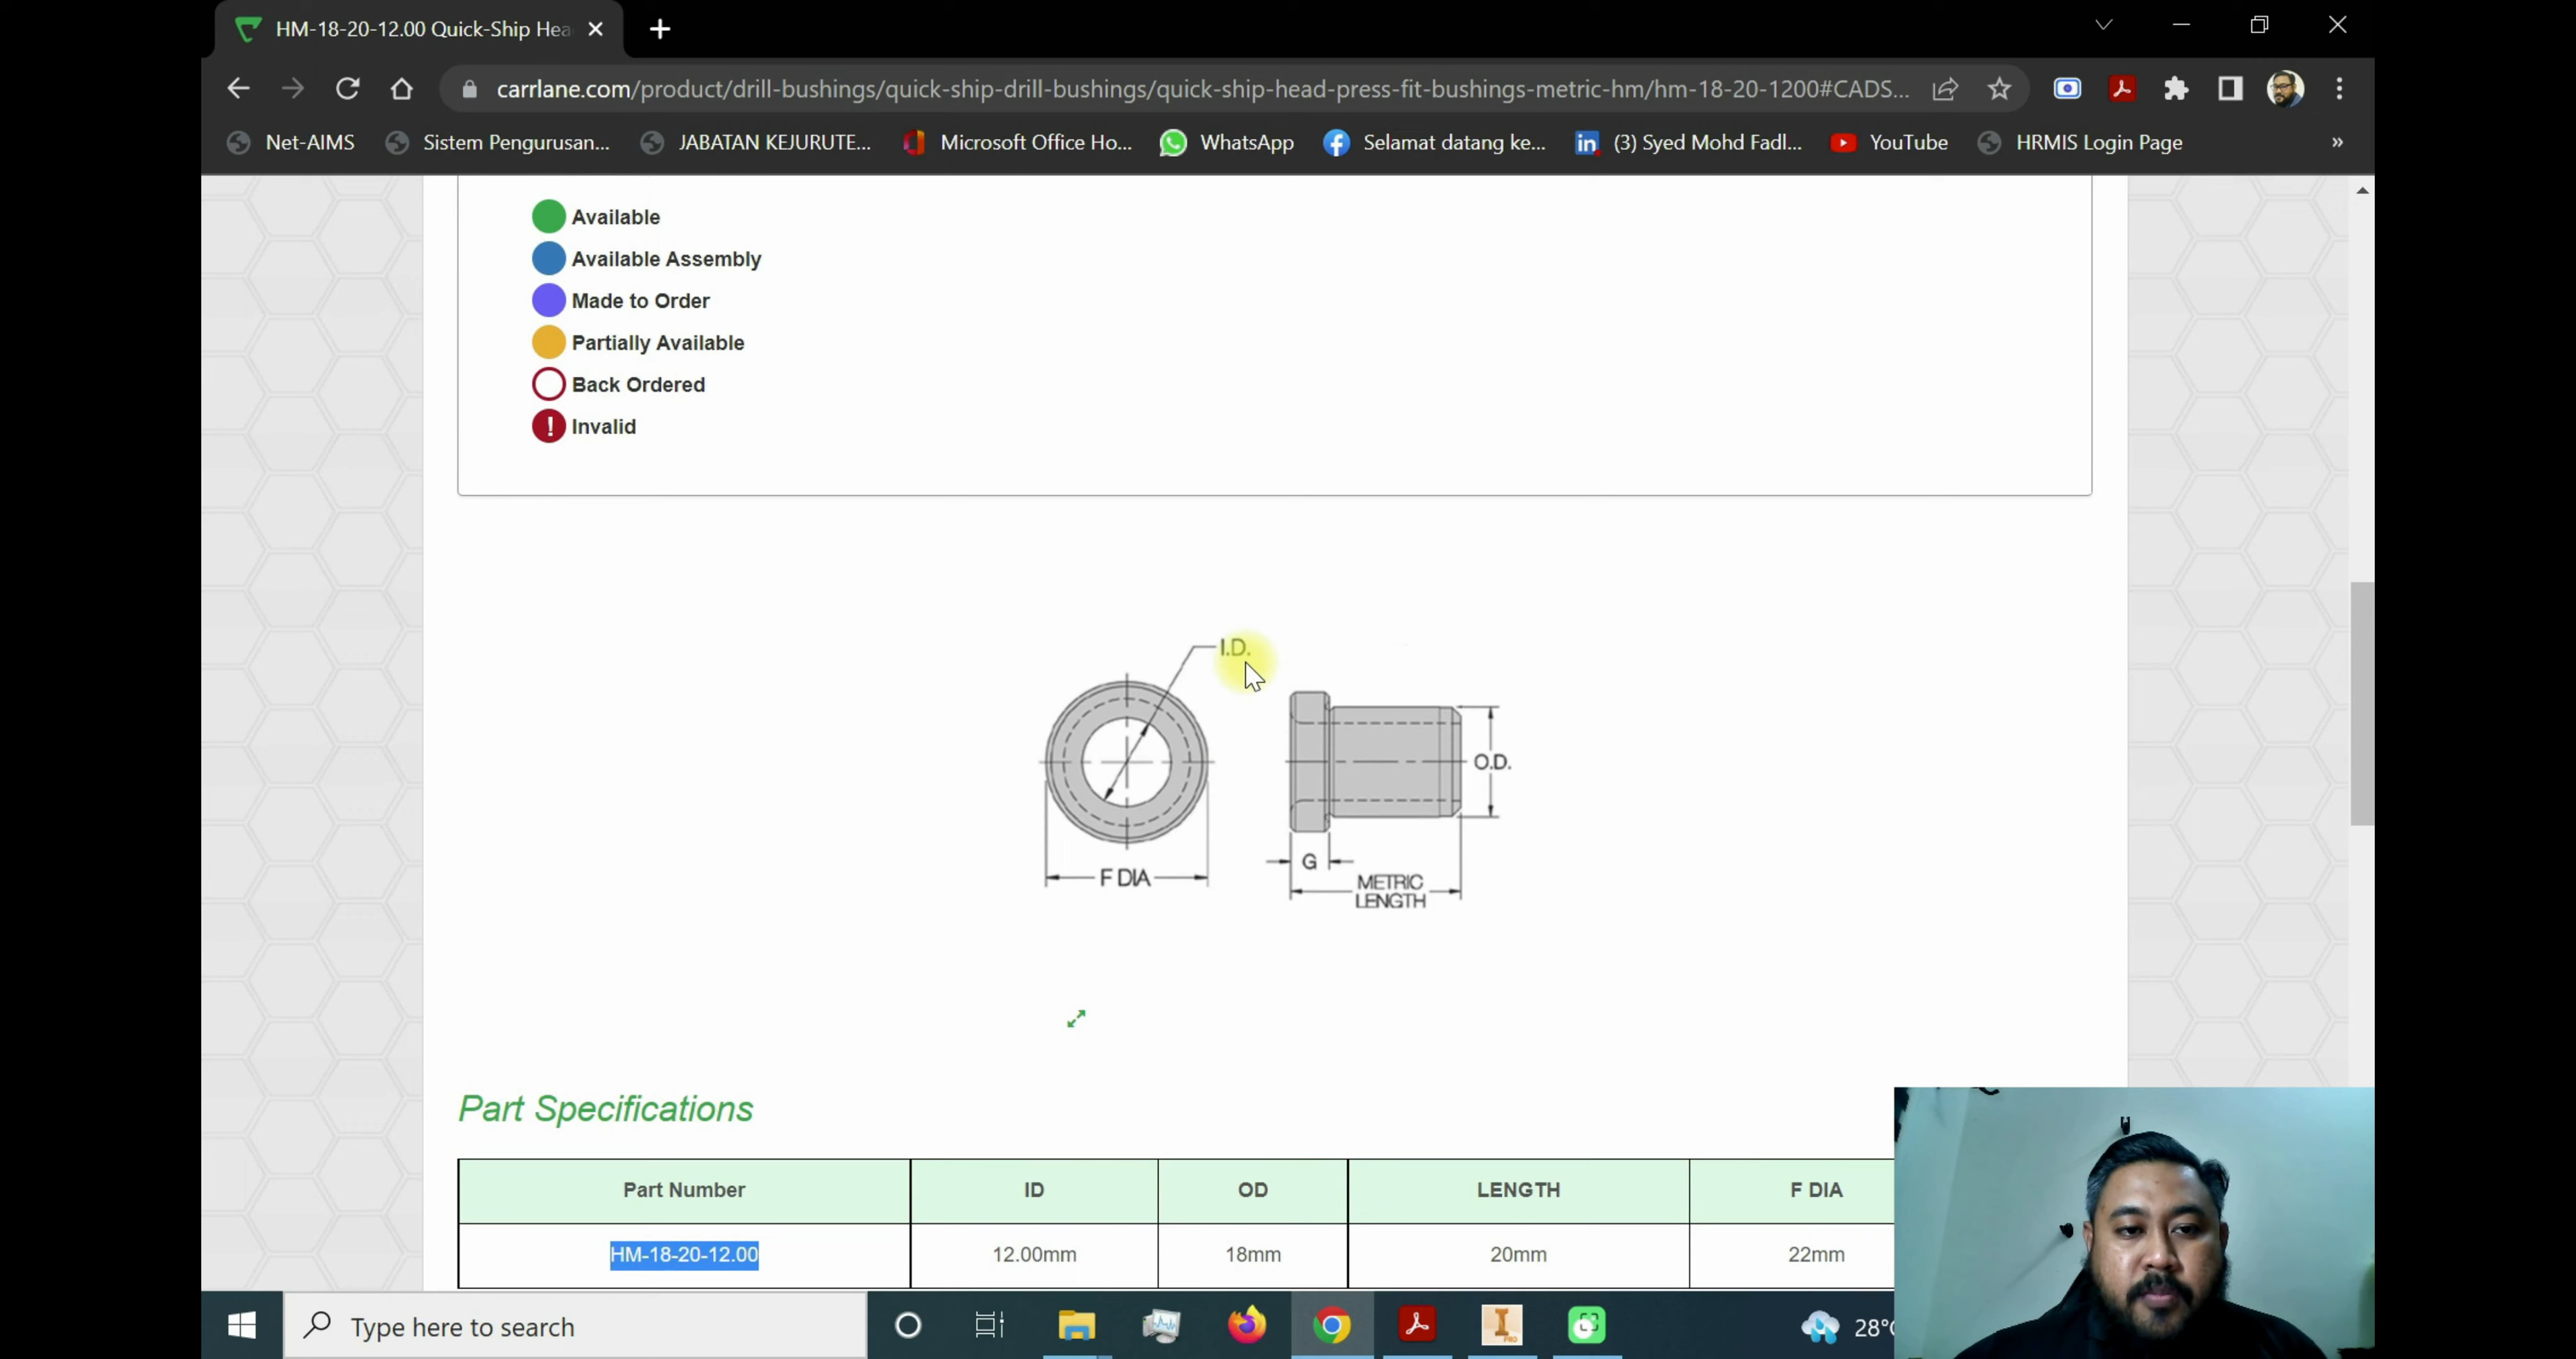 HM-18-20-12.00 Quick-Ship Hea
carrlane.com/product/drill-bushings/quick-ship-drill-bushings/quick-ship-head-press-fit-bushings-metric-hm/hm-18-20-1200#CADS...
Net-AIMS
Sistem Pengurusan...
JABATAN KEJURUTE...
Microsoft Office Ho...
WhatsApp
Selamat datang ke...
in
(3) Syed Mohd Fadl...
YouTube
HRMIS Login Page
»
Available
Available Assembly
Made to Order
Partially Available
Back Ordered
! Invalid
I.D.
O.D.
F DIA
G
METRIC
LENGTH
Part Specifications
Part Number ID OD LENGTH F DIA
HM-18-20-12.00 12.00mm 18mm 20mm 22mm
Type here to search
I
PRO
28°